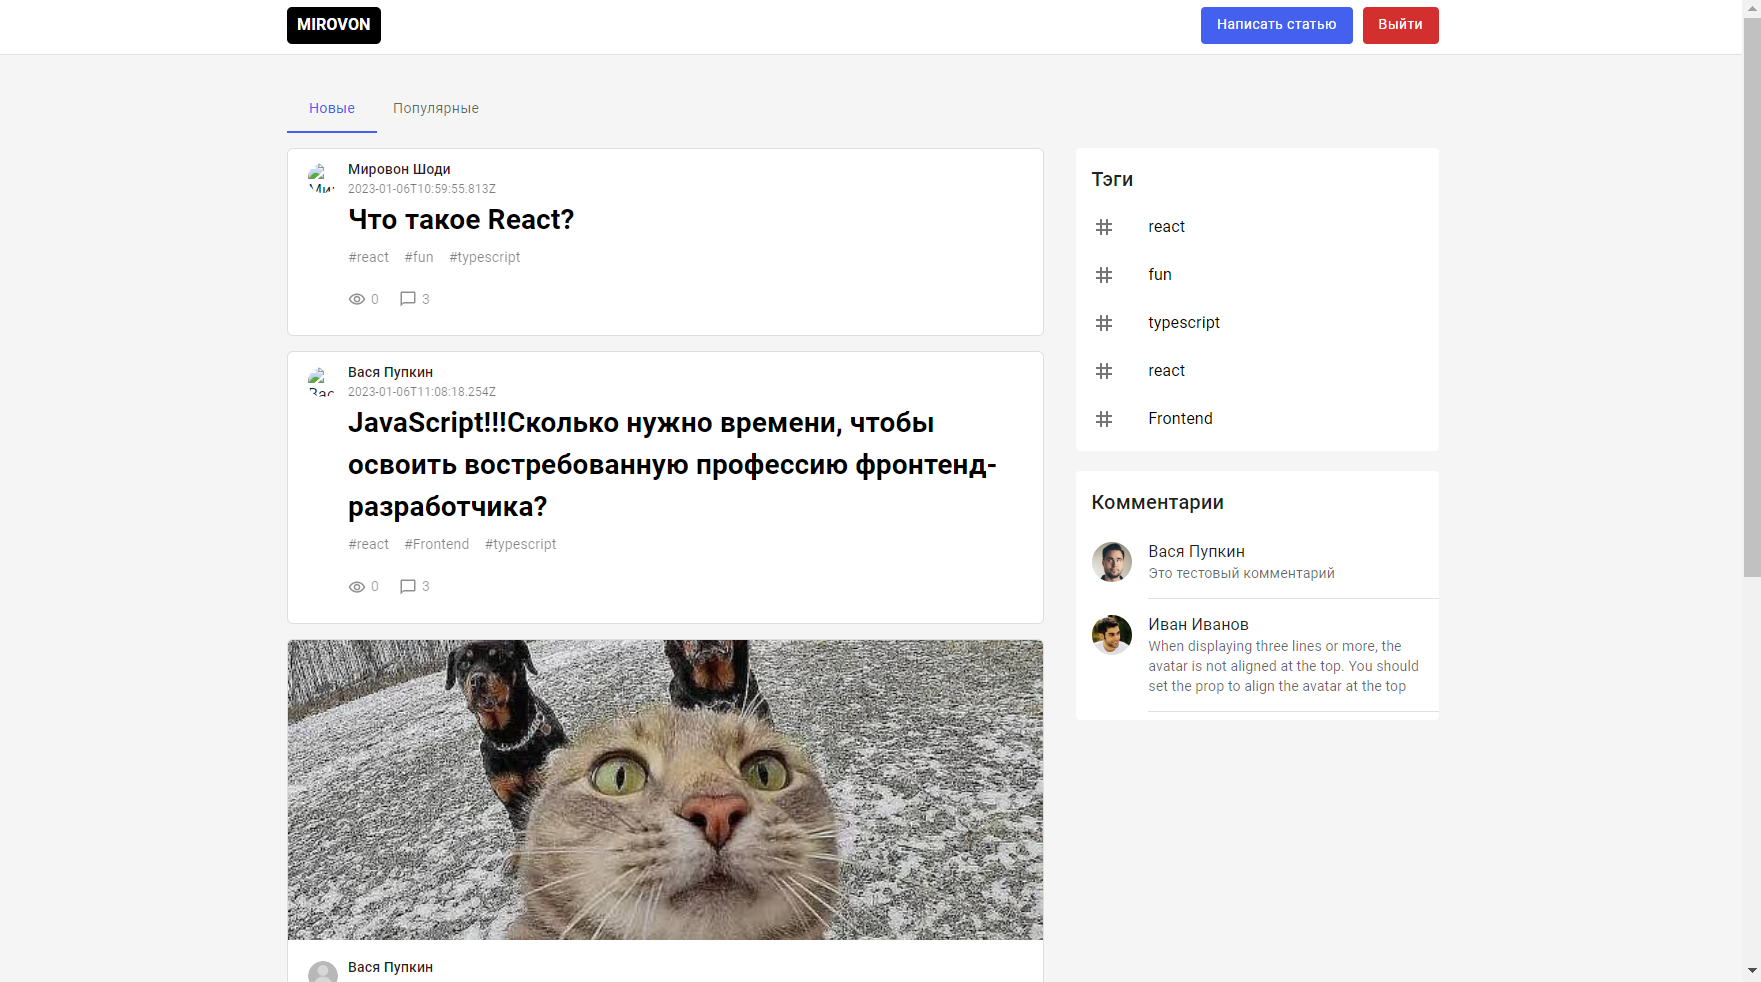 MIROVON
Написать статью
Выйти
Новые
Популярные
Мировон Шоди
2023-01-06T10:59:55.813Z
Что такое React?
#react #fun #typescript
0 3
Вася Пупкин
2023-01-06T11:08:18.254Z
JavaScript!!!Сколько нужно времени, чтобы
освоить востребованную профессию фронтенд-
разработчика?
#react #Frontend #typescript
0 3
Вася Пупкин
Тэги
react
fun
typescript
react
Frontend
Комментарии
Вася Пупкин
Это тестовый комментарий
Иван Иванов
When displaying three lines or more, the
avatar is not aligned at the top. You should
set the prop to align the avatar at the top